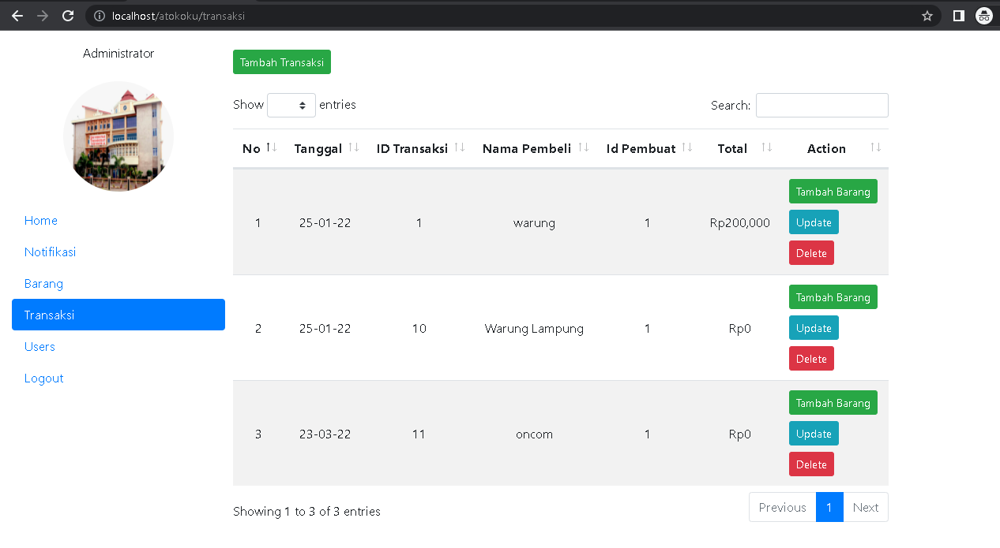 localhost/atokoku/transaksi
Administrator
Home
Notifikasi
Barang
Transaksi
Users
Logout
Tambah Transaksi
Show entries
Search:
No Tanggal ID Transaksi Nama Pembeli Id Pembuat Total Action
1 25-01-22 1 warung 1 Rp200,000
Tambah Barang
Update
Delete
2 25-01-22 10 Warung Lampung 1 Rp0
Tambah Barang
Update
Delete
3 23-03-22 11 oncom 1 Rp0
Tambah Barang
Update
Delete
Showing 1 to 3 of 3 entries
Previous 1 Next